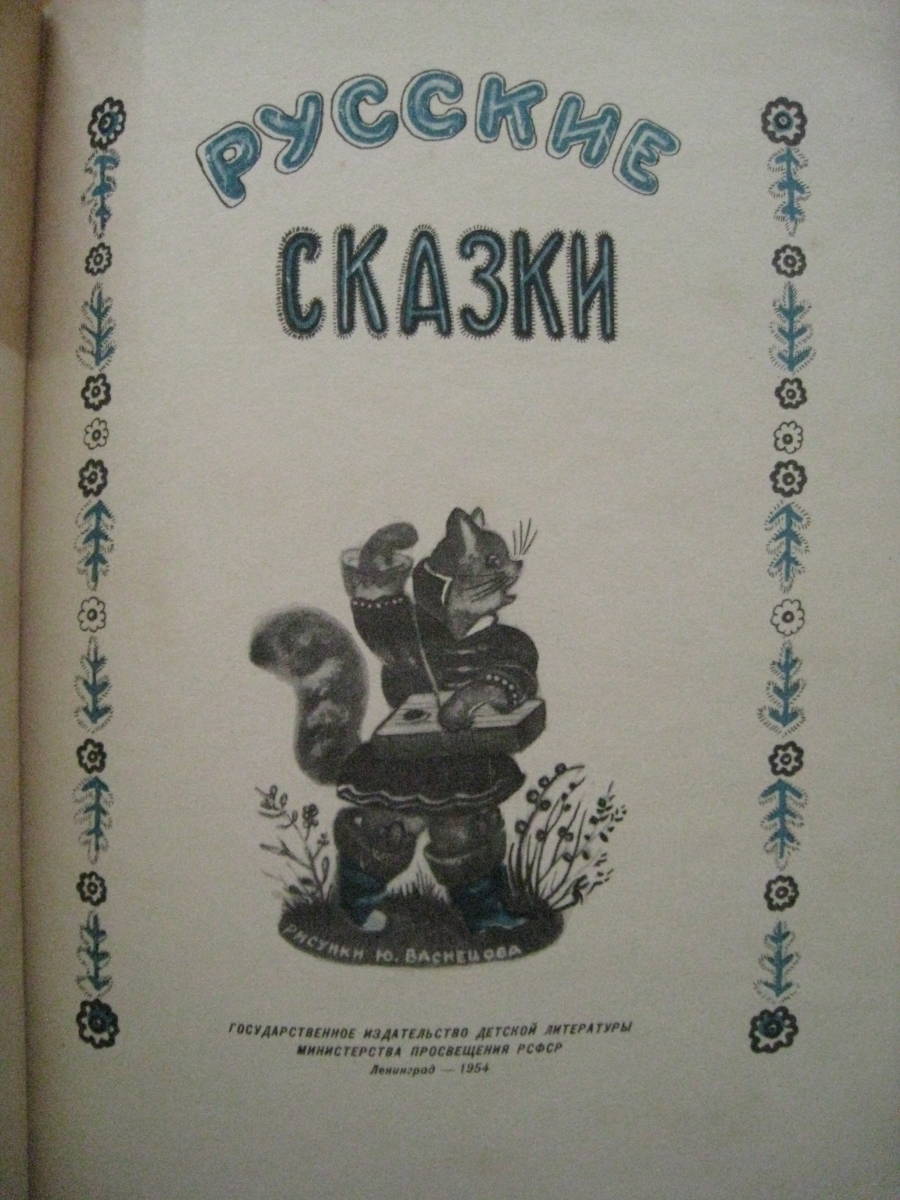 РУССКИЕ
СКАЗКИ
РИСУНКИ Ю. ВАСНЕЦОВА
ГОСУДАРСТВЕННОЕ ИЗДАТЕЛЬСТВО ДЕТСКОЙ ЛИТЕРАТУРЫ
МИНИСТЕРСТВА ПРОСВЕЩЕНИЯ РСФСР
Ленинград — 1954